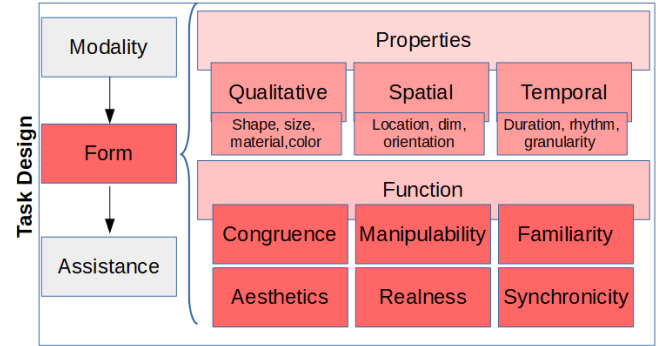 Task Design
Modality
Form
Assistance
Properties
Qualitative
Shape, size,
material,color
Spatial
Location, dim,
orientation
Temporal
Duration, rhythm,
granularity
Function
Congruence
Manipulability
Familiarity
Aesthetics
Realness
Synchronicity